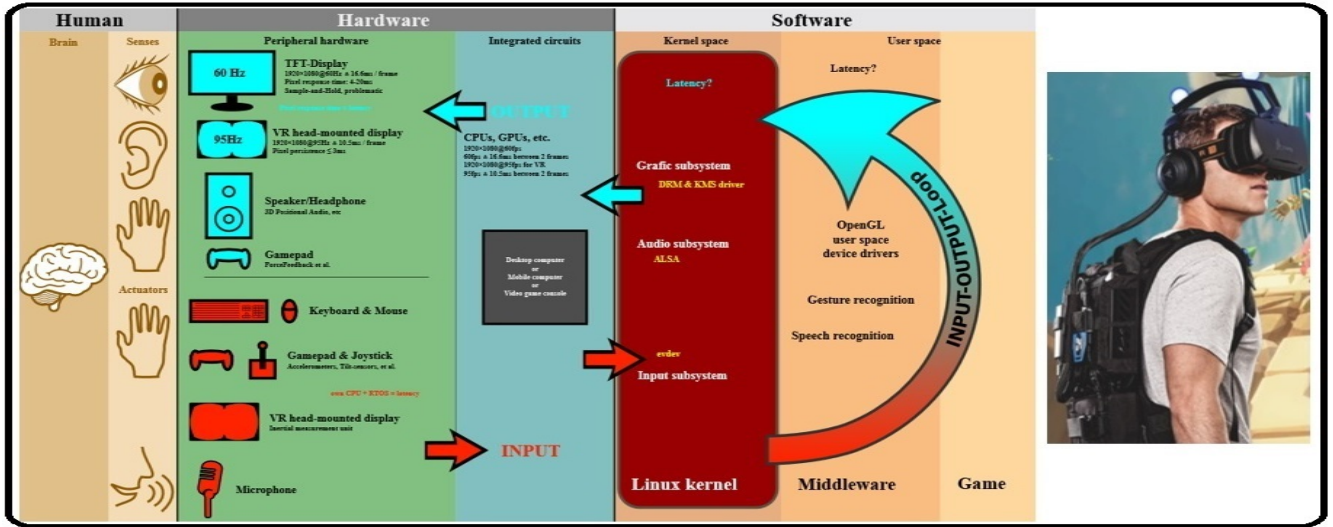 Human
Hardware
Software
Brain
Senses
Peripheral hardware
Integrated circuits
Kernel space
User space
60 Hz
TFT-Display
1920×1080@60Hz ≙ 16.6ms / frame
Pixel response time: 4-20ms
Sample-and-Hold, problematic
OUTPUT
95Hz
VR head-mounted display
1920×1080@95Hz ≙ 10.5ms / frame
Pixel persistence ≤ 3ms
CPUs, GPUs, etc.
1920×1080@60fps
60fps ≙ 16.6ms between 2 frames
1920×1080@95fps for VR
95fps ≙ 10.5ms between 2 frames
Speaker/Headphone
3D Positional Audio, etc
Gamepad
ForceFeedback et al.
Actuators
Keyboard & Mouse
Gamepad & Joystick
Accelerometers, Tilt-sensors, et al.
own CPU + RTOS = latency
VR head-mounted display
Inertial measurement unit
INPUT
Microphone
Desktop computer
or
Mobile computer
or
Video game console
Latency?
Grafic subsystem
DRM & KMS driver
Audio subsystem
ALSA
evdev
Input subsystem
Linux kernel
Latency?
OpenGL
user space
device drivers
Gesture recognition
Speech recognition
INPUT-OUTPUT-Loop
Middleware
Game